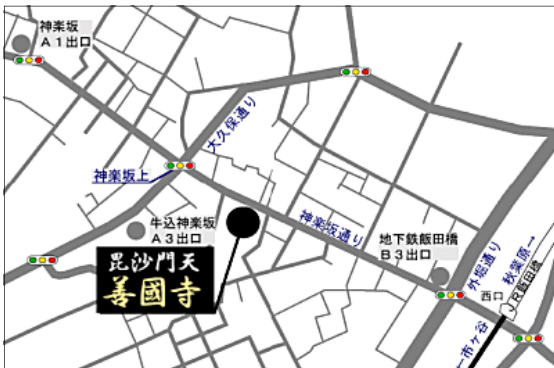 神楽坂
A1出口
大久保通り
神楽坂上
牛込神楽坂
A3出口
毘沙門天
善國寺
神楽坂通り
地下鉄飯田橋
B3出口
外堀通り
秋葉原→
西口
JR飯田橋
←市ヶ谷